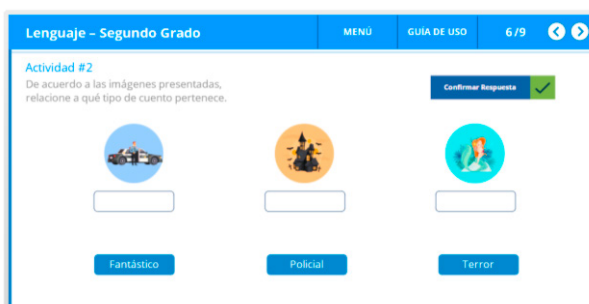 Lenguaje – Segundo Grado
MENÚ
GUÍA DE USO
6/9
Actividad #2
De acuerdo a las imágenes presentadas,
relacione a qué tipo de cuento pertenece.
Confirmar Respuesta
Fantástico
Policial
Terror